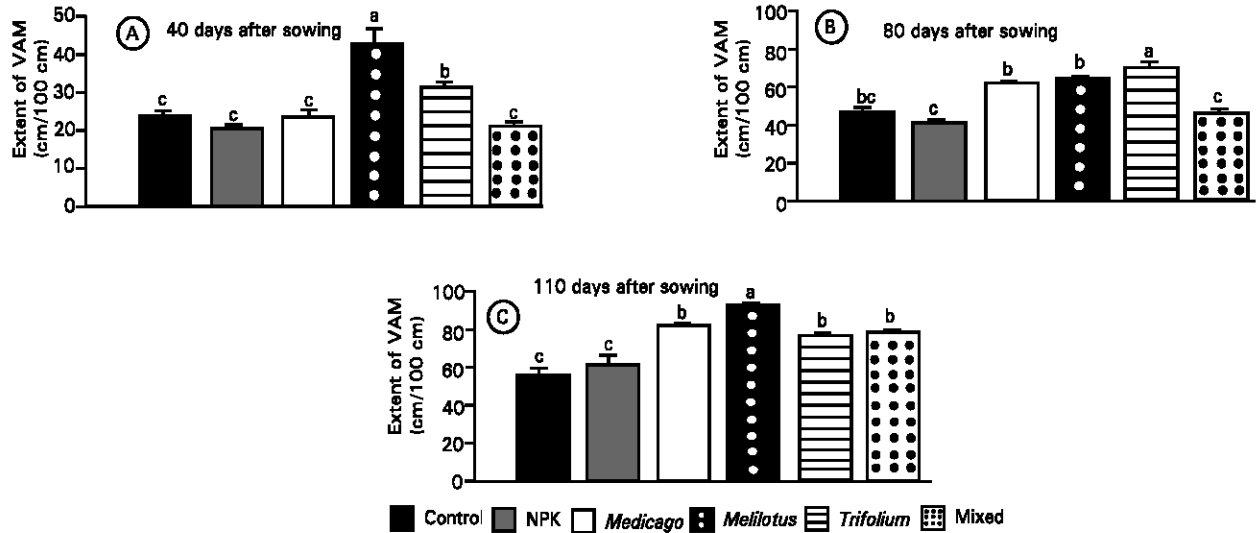 A 40 days after sowing
Extent of VAM
(cm/100 cm)
50
40
30
20
10
0
c
c
c
a
b
c
B 80 days after sowing
Extent of VAM
(cm/100 cm)
100
80
60
40
20
0
bc
c
b
b
a
c
C 110 days after sowing
Extent of VAM
(cm/100 cm)
100
80
60
40
20
0
c
c
b
a
b
b
Control NPK Medicago Melilotus Trifolium Mixed